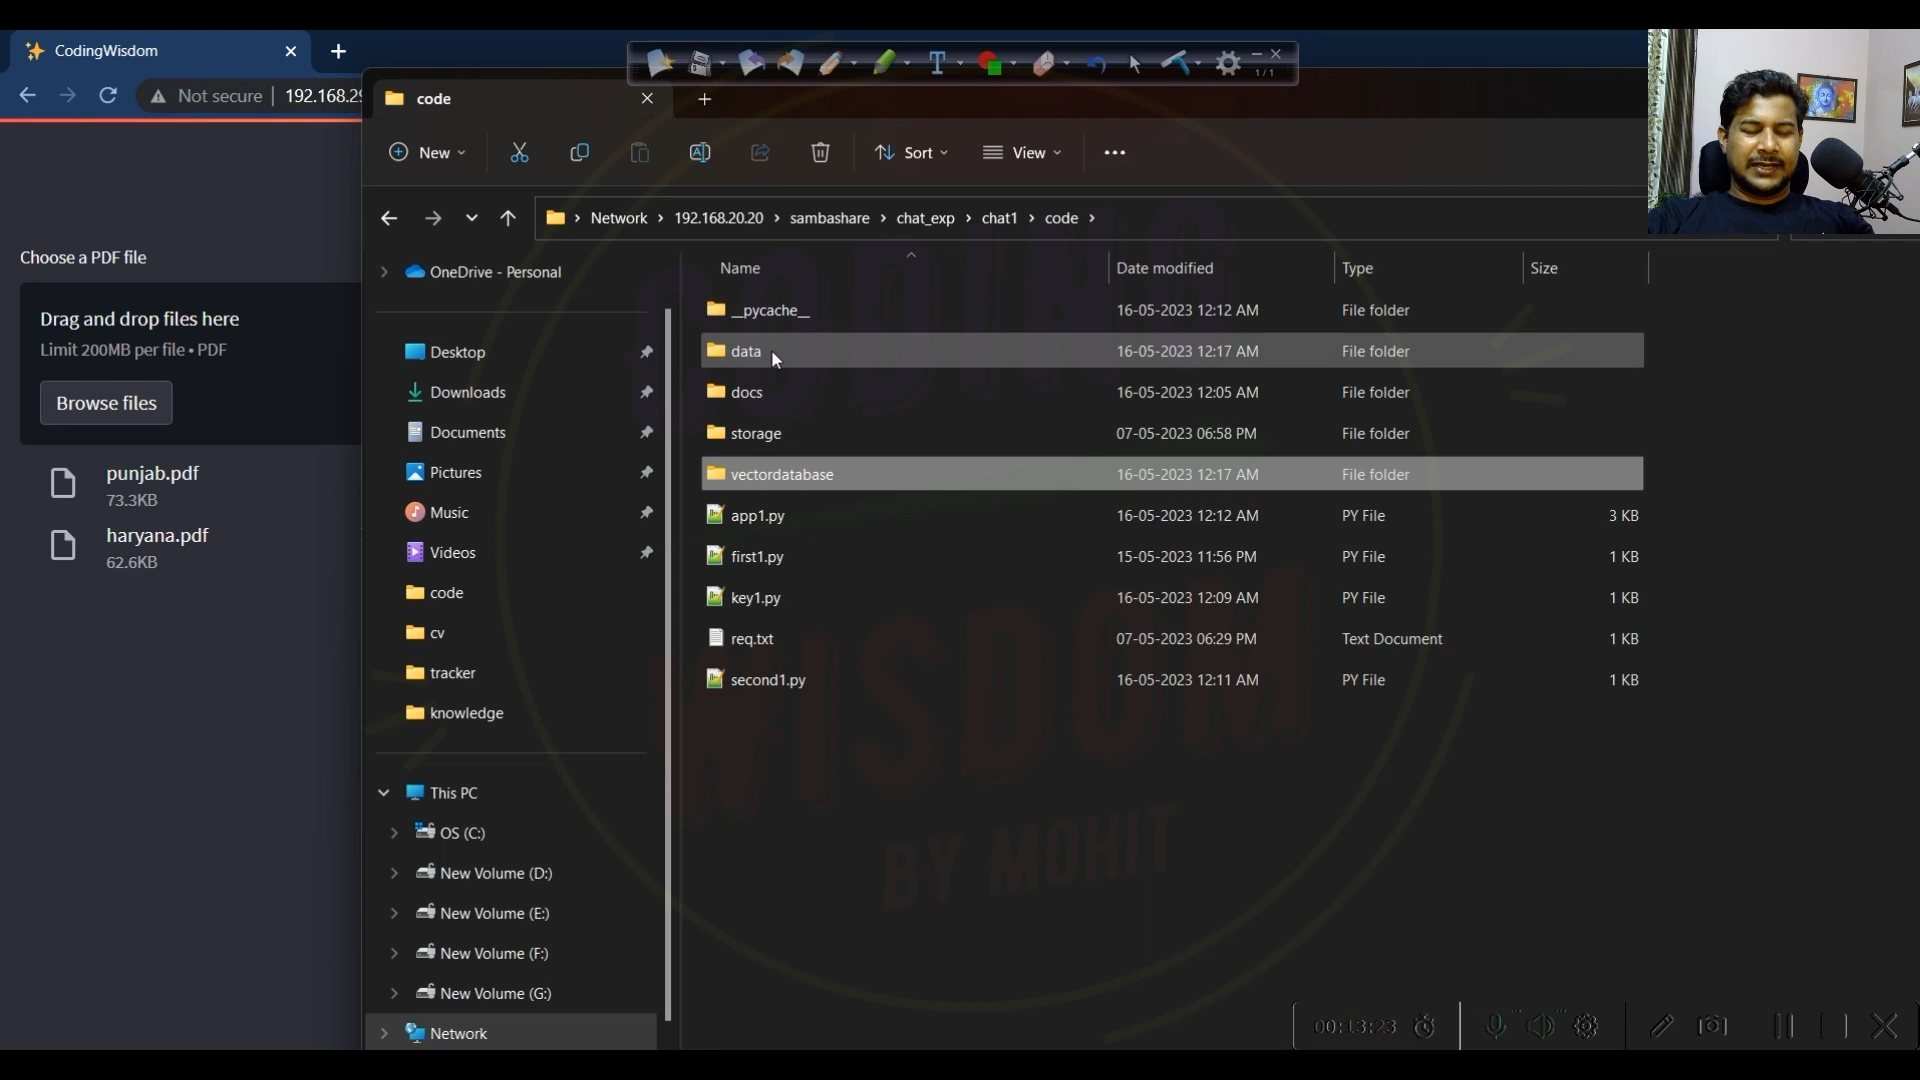 CodingWisdom
1/1
Not secure
192.168.29
code
New
Sort
View
Network
192.168.20.20
sambashare
chat_exp
chat1
code
Choose a PDF file
Drag and drop files here
Limit 200MB per file • PDF
Browse files
punjab.pdf
73.3KB
haryana.pdf
62.6KB
OneDrive - Personal
Desktop
Downloads
Documents
Pictures
Music
Videos
code
cv
tracker
knowledge
This PC
OS (C:)
New Volume (D:)
New Volume (E:)
New Volume (F:)
New Volume (G:)
Network
Name Date modified Type Size
__pycache__ 16-05-2023 12:12 AM File folder
data 16-05-2023 12:17 AM File folder
docs 16-05-2023 12:05 AM File folder
storage 07-05-2023 06:58 PM File folder
vectordatabase 16-05-2023 12:17 AM File folder
app1.py 16-05-2023 12:12 AM PY File 3 KB
first1.py 15-05-2023 11:56 PM PY File 1 KB
key1.py 16-05-2023 12:09 AM PY File 1 KB
req.txt 07-05-2023 06:29 PM Text Document 1 KB
second1.py 16-05-2023 12:11 AM PY File 1 KB
CODING
WISDOM
BY MOHIT
00:13:23